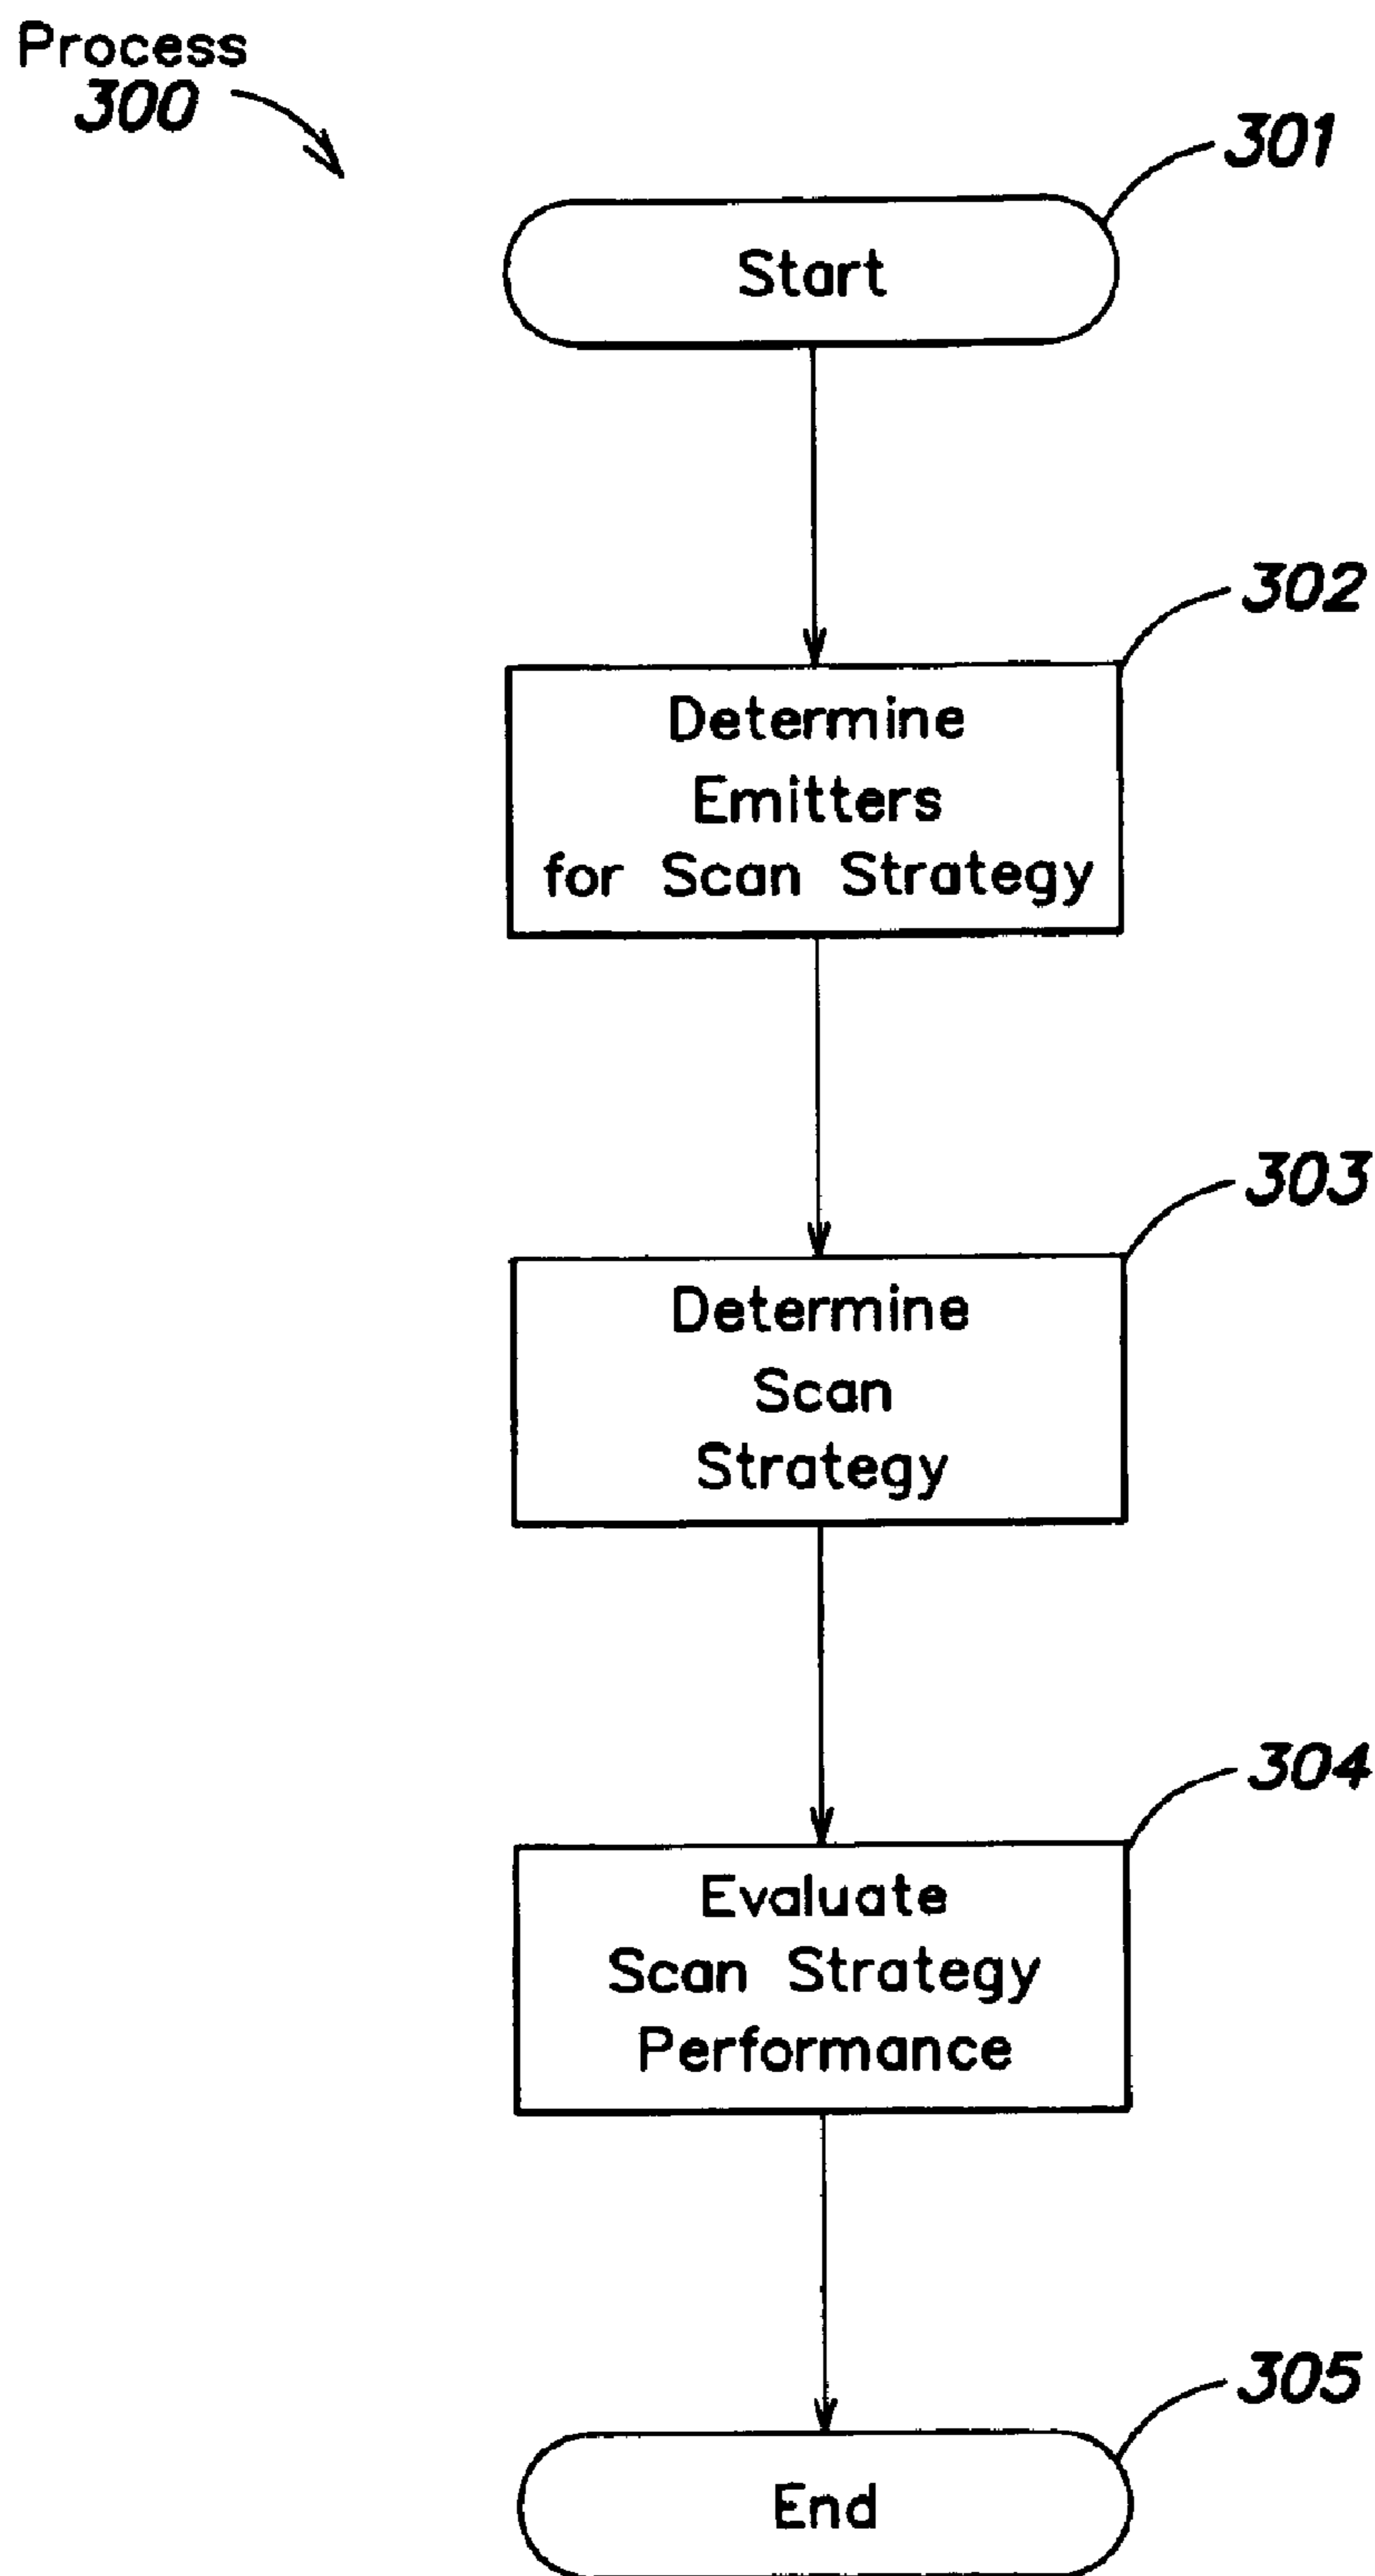 Process
300
301
Start
302
Determine
Emitters
for Scan Strategy
303
Determine
Scan
Strategy
304
Evaluate
Scan Strategy
Performance
305
End